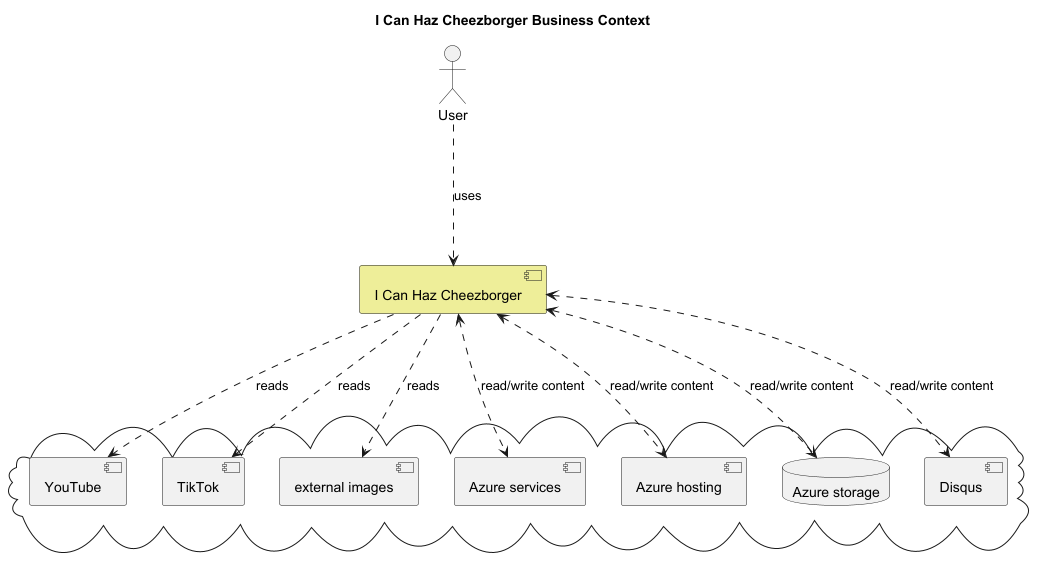 I Can Haz Cheezborger Business Context
User
uses
I Can Haz Cheezborger
reads
reads
reads
read/write content
read/write content
read/write content
read/write content
YouTube
TikTok
external images
Azure services
Azure hosting
Azure storage
Disqus